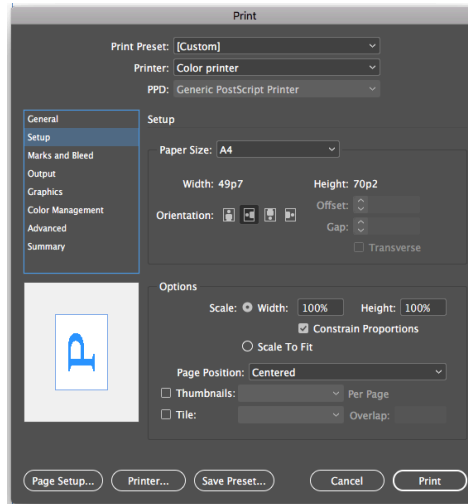 Print
Print Preset: [Custom]
Printer: Color printer
PPD: Generic PostScript Printer
General
Setup
Marks and Bleed
Output
Graphics
Color Management
Advanced
Summary
Setup
Paper Size: A4
Width: 49p7 Height: 70p2
Orientation:
Offset:
Gap:
Transverse
Options
Scale: Width: 100% Height: 100%
Constrain Proportions
Scale To Fit
Page Position: Centered
Thumbnails: Per Page
Tile: Overlap:
P
Page Setup... Printer... Save Preset... Cancel Print